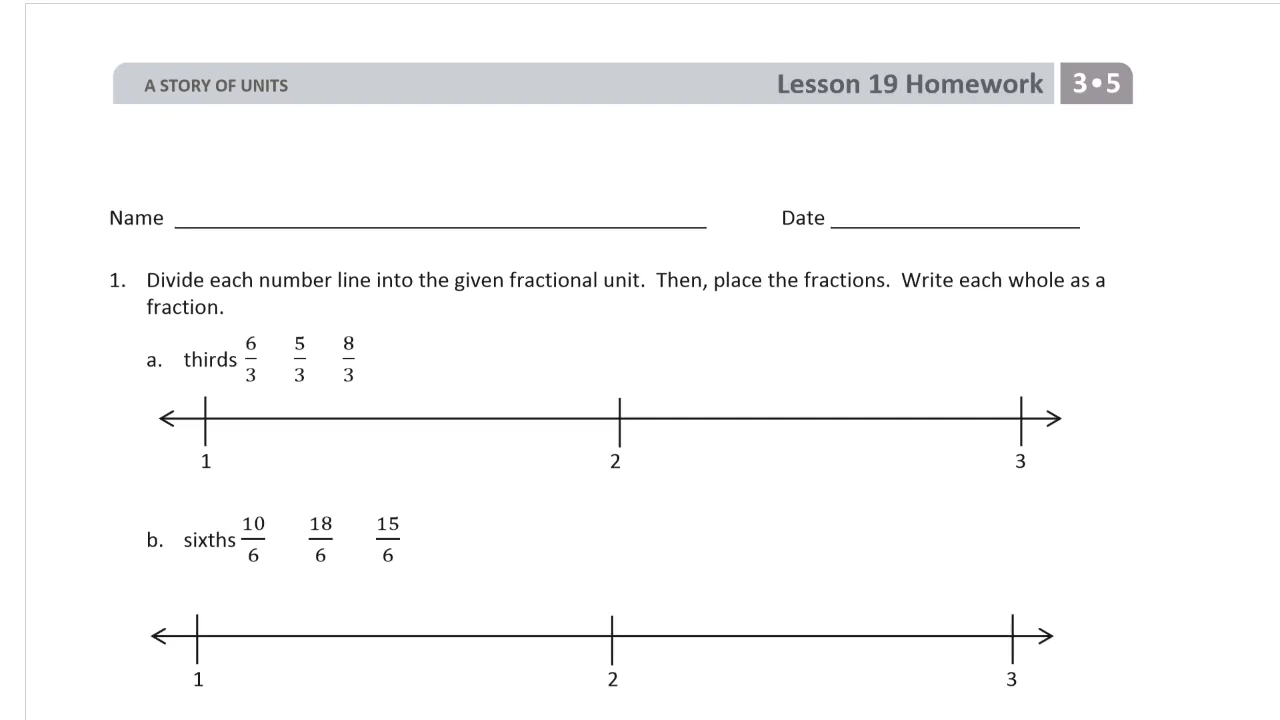 A STORY OF UNITS
Lesson 19 Homework 3•5
Name
Date
1. Divide each number line into the given fractional unit. Then, place the fractions. Write each whole as a
fraction.
a. thirds 6/3 5/3 8/3
1 2 3
b. sixths 10/6 18/6 15/6
1 2 3